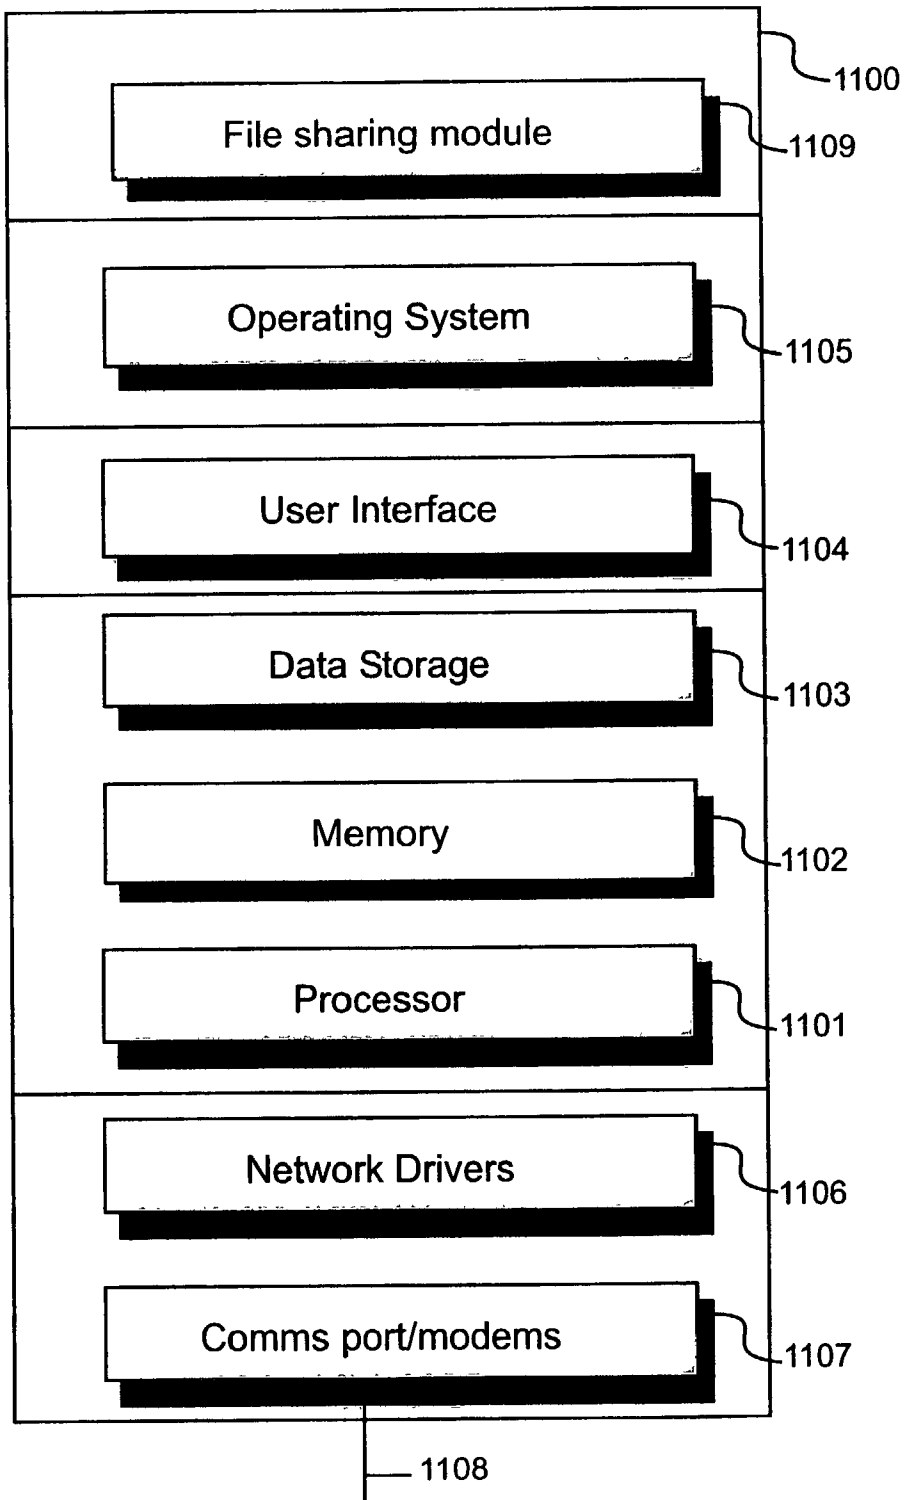 1100
File sharing module
1109
Operating System
1105
User Interface
1104
Data Storage
1103
Memory
1102
Processor
1101
Network Drivers
1106
Comms port/modems
1107
1108